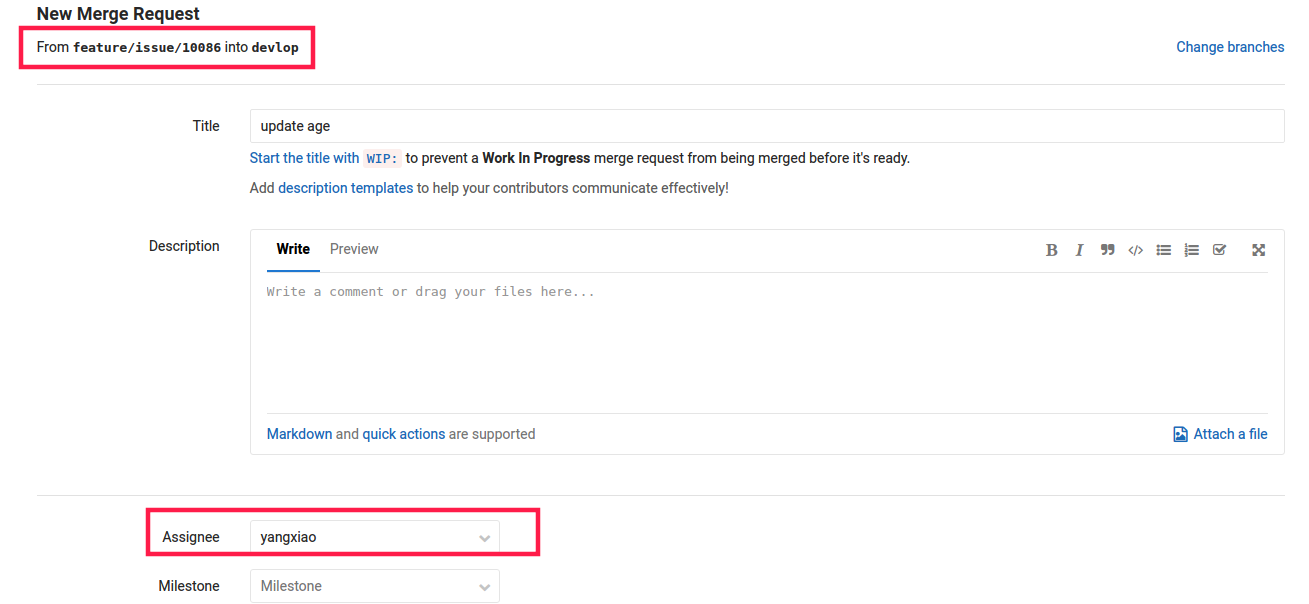 New Merge Request
From feature/issue/10086 into devlop
Change branches
Title
update age
Start the title with WIP: to prevent a Work In Progress merge request from being merged before it's ready.
Add description templates to help your contributors communicate effectively!
Description
Write Preview
Write a comment or drag your files here...
Markdown and quick actions are supported
Attach a file
Assignee
yangxiao
Milestone
Milestone